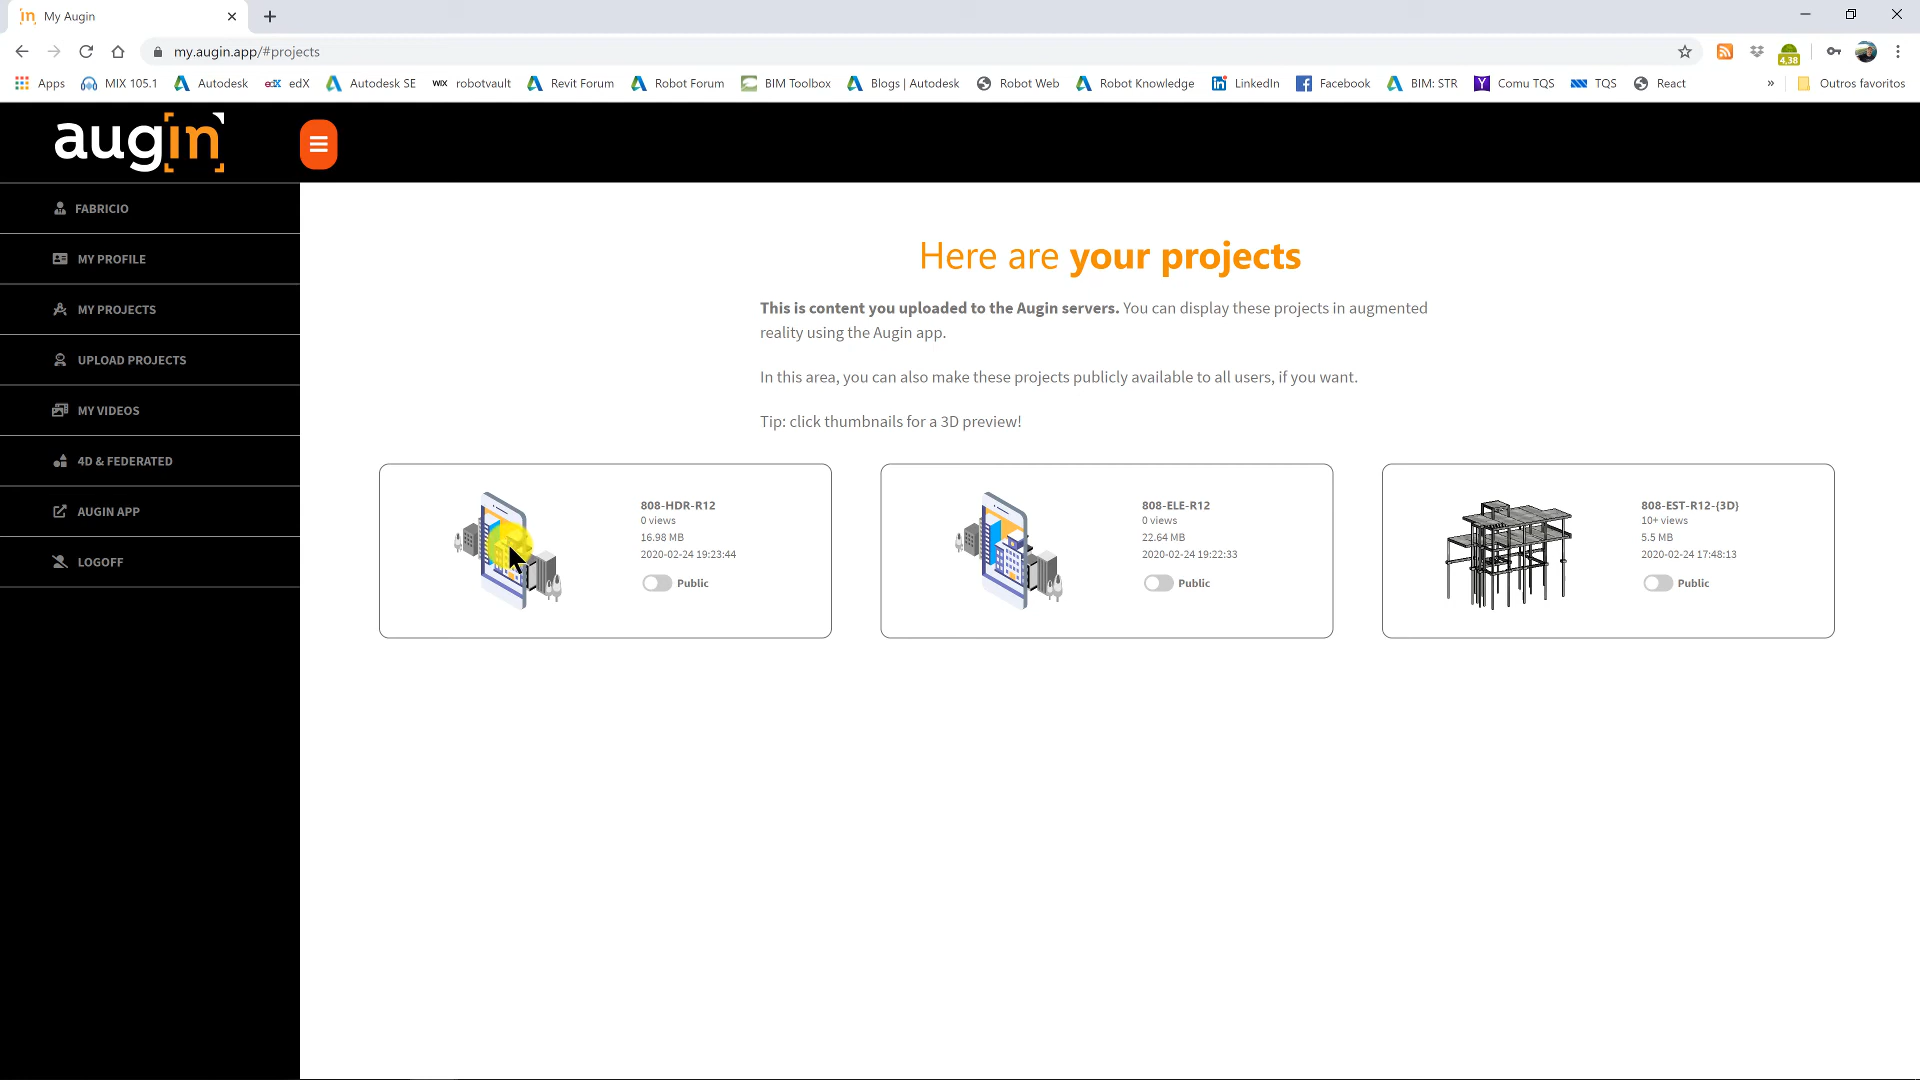 in My Augin
my.augin.app/#projects
4,38
Apps MIX 105.1 Autodesk edX edX Autodesk SE WIX robotvault Revit Forum Robot Forum BIM Toolbox Blogs | Autodesk Robot Web Robot Knowledge in LinkedIn Facebook BIM: STR Y Comu TQS TQS React » Outros favoritos
augin
FABRICIO
MY PROFILE
MY PROJECTS
UPLOAD PROJECTS
MY VIDEOS
4D & FEDERATED
AUGIN APP
LOGOFF
Here are your projects
This is content you uploaded to the Augin servers. You can display these projects in augmented
reality using the Augin app.
In this area, you can also make these projects publicly available to all users, if you want.
Tip: click thumbnails for a 3D preview!
808-HDR-R12
0 views
16.98 MB
2020-02-24 19:23:44
Public
808-ELE-R12
0 views
22.64 MB
2020-02-24 19:22:33
Public
808-EST-R12-{3D}
10+ views
5.5 MB
2020-02-24 17:48:13
Public